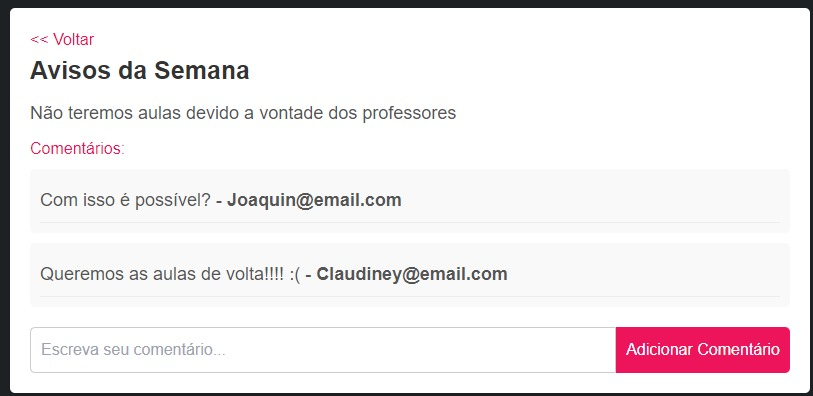 << Voltar
Avisos da Semana
Não teremos aulas devido a vontade dos professores
Comentários:
Com isso é possível? - Joaquin@email.com
Queremos as aulas de volta!!!! :( - Claudiney@email.com
Escreva seu comentário...
Adicionar Comentário